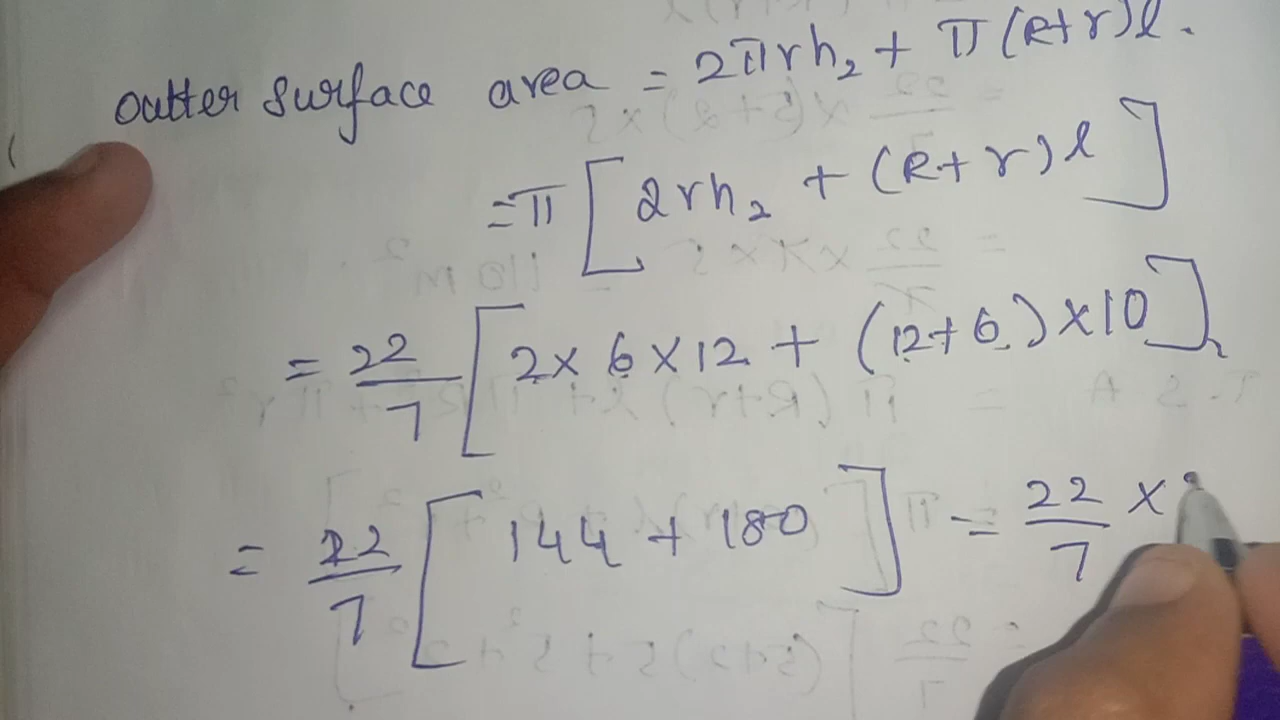 outter surface area = 2πrh₂ + π(R+r)l.
= π [2rh₂ + (R+r)l]
= 22/7 [2×6×12 + (12+6)×10]
= 22/7 [144 + 180] = 22/7 ×